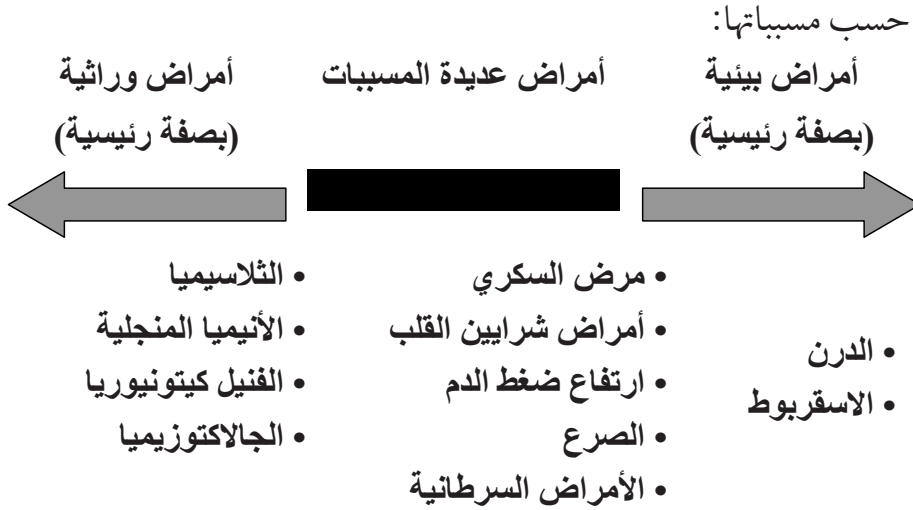 حسب مسبباتها:
أمراض بيئية
(بصفة رئيسية)
أمراض عديدة المسببات
أمراض وراثية
(بصفة رئيسية)
• الدرن
• الاسقربوط
• مرض السكري
• أمراض شرايين القلب
• ارتفاع ضغط الدم
• الصرع
• الأمراض السرطانية
• الثلاسيميا
• الأنيميا المنجلية
• الفنيل كيتونيوريا
• الجالاكتوزيميا